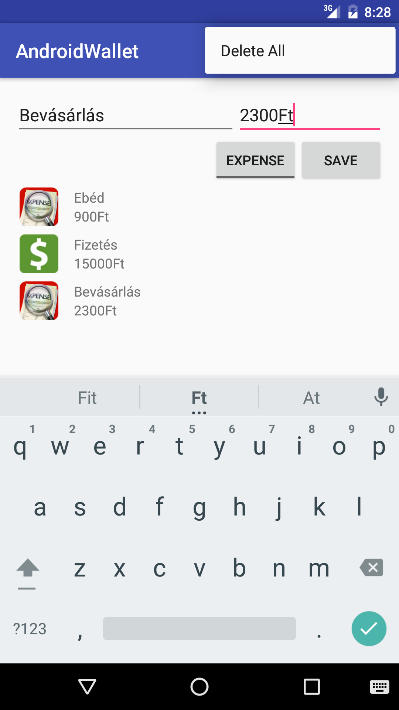 3G 8:28
AndroidWallet
Delete All
Bevásárlás 2300Ft
EXPENSE SAVE
EXPENSE Ebéd
900Ft
$ Fizetés
15000Ft
EXPENSE Bevásárlás
2300Ft
Fit Ft At
1 2 3 4 5 6 7 8 9 0
q w e r t y u i o p
a s d f g h j k l
z x c v b n m
?123 , .